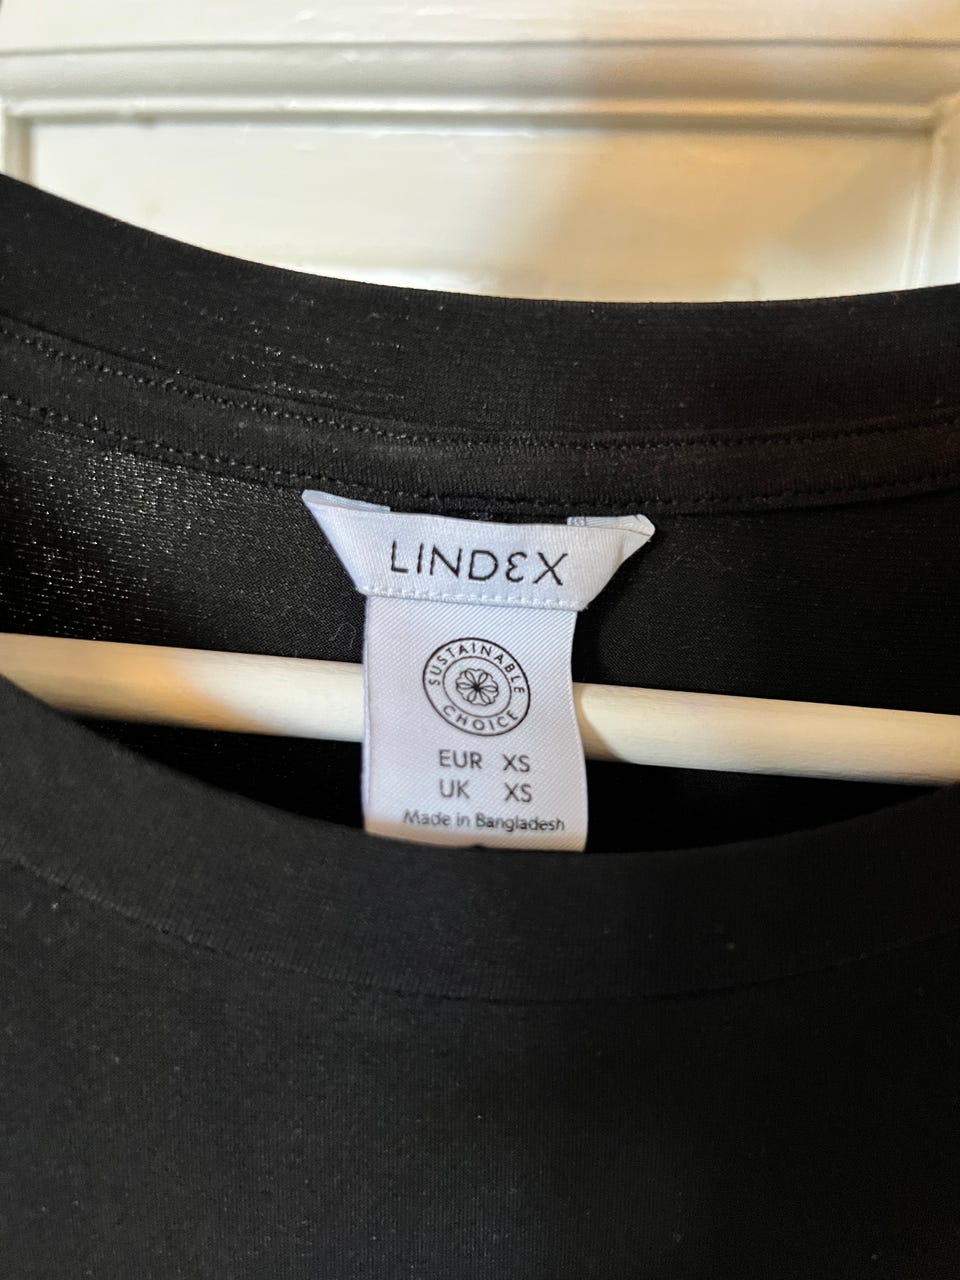 LINDEX
SUSTAINABLE
CHOICE
EUR XS
UK XS
Made in Bangladesh